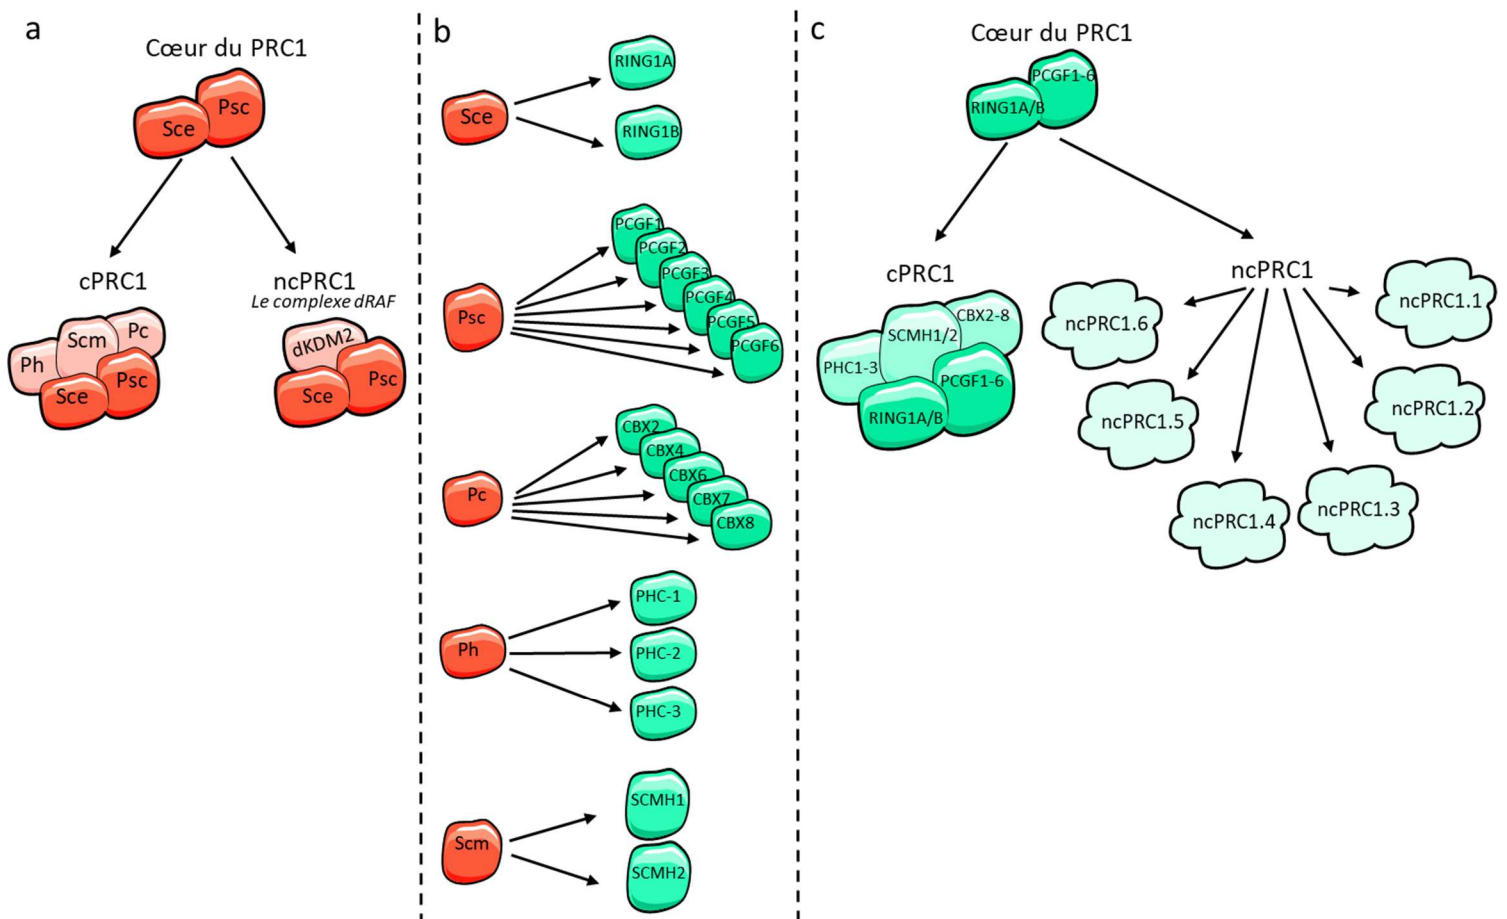 a
Cœur du PRC1
Psc
Sce
cPRC1
ncPRC1
Le complexe dRAF
Scm
Pc
Ph
Psc
Sce
dKDM2
Psc
Sce
b
RING1A
Sce
RING1B
PCGF1
PCGF2
PCGF3
PCGF4
PCGF5
PCGF6
Psc
CBX2
CBX4
CBX6
CBX7
CBX8
Pc
PHC-1
Ph
PHC-2
PHC-3
SCMH1
Scm
SCMH2
c
Cœur du PRC1
PCGF1-6
RING1A/B
cPRC1
CBX2-8
SCMH1/2
PHC1-3
PCGF1-6
RING1A/B
ncPRC1
ncPRC1.1
ncPRC1.6
ncPRC1.2
ncPRC1.5
ncPRC1.3
ncPRC1.4